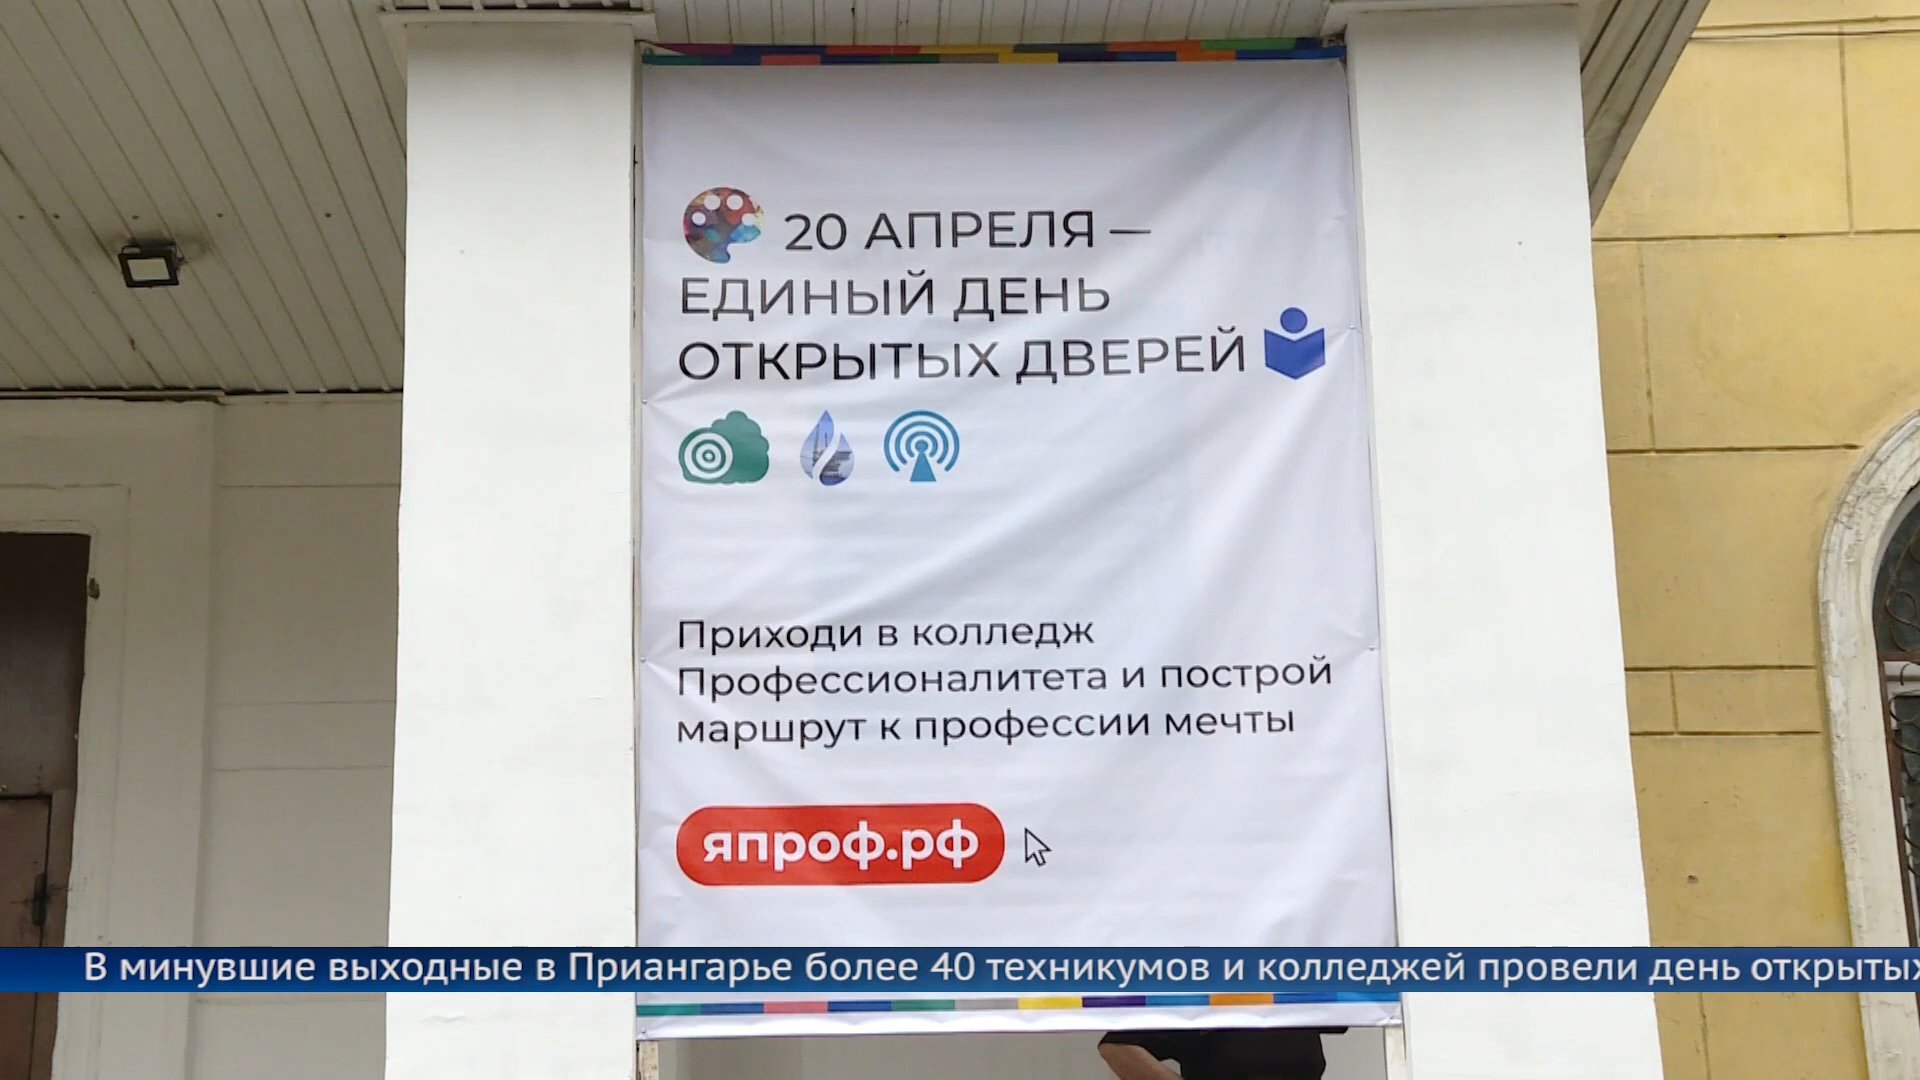 20 АПРЕЛЯ —
ЕДИНЫЙ ДЕНЬ
ОТКРЫТЫХ ДВЕРЕЙ
Приходи в колледж
Профессионалитета и построй
маршрут к профессии мечты
япроф.рф
В минувшие выходные в Приангарье более 40 техникумов и колледжей провели день открытых